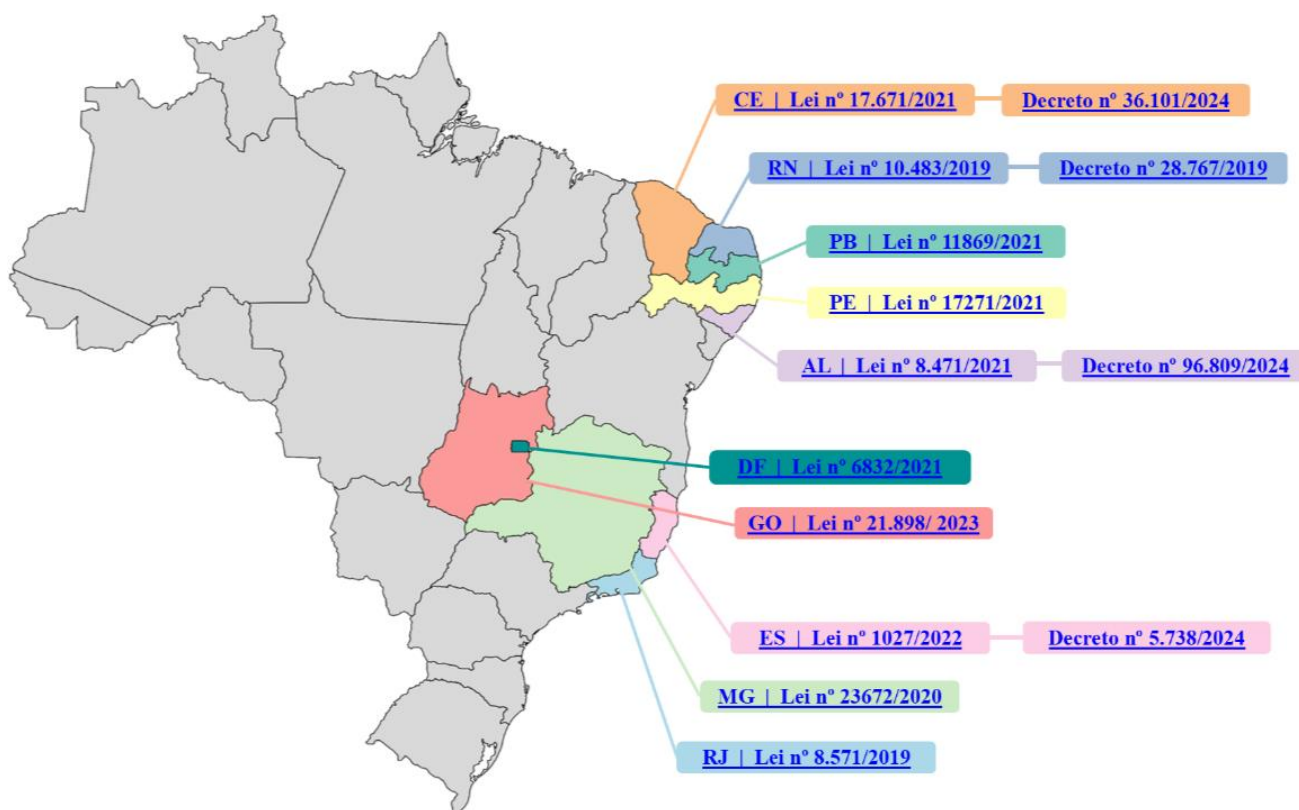 CE | Lei nº 17.671/2021 Decreto nº 36.101/2024
RN | Lei nº 10.483/2019 Decreto nº 28.767/2019
PB | Lei nº 11869/2021
PE | Lei nº 17271/2021
AL | Lei nº 8.471/2021 Decreto nº 96.809/2024
DF | Lei nº 6832/2021
GO | Lei nº 21.898/ 2023
ES | Lei nº 1027/2022 Decreto nº 5.738/2024
MG | Lei nº 23672/2020
RJ | Lei nº 8.571/2019